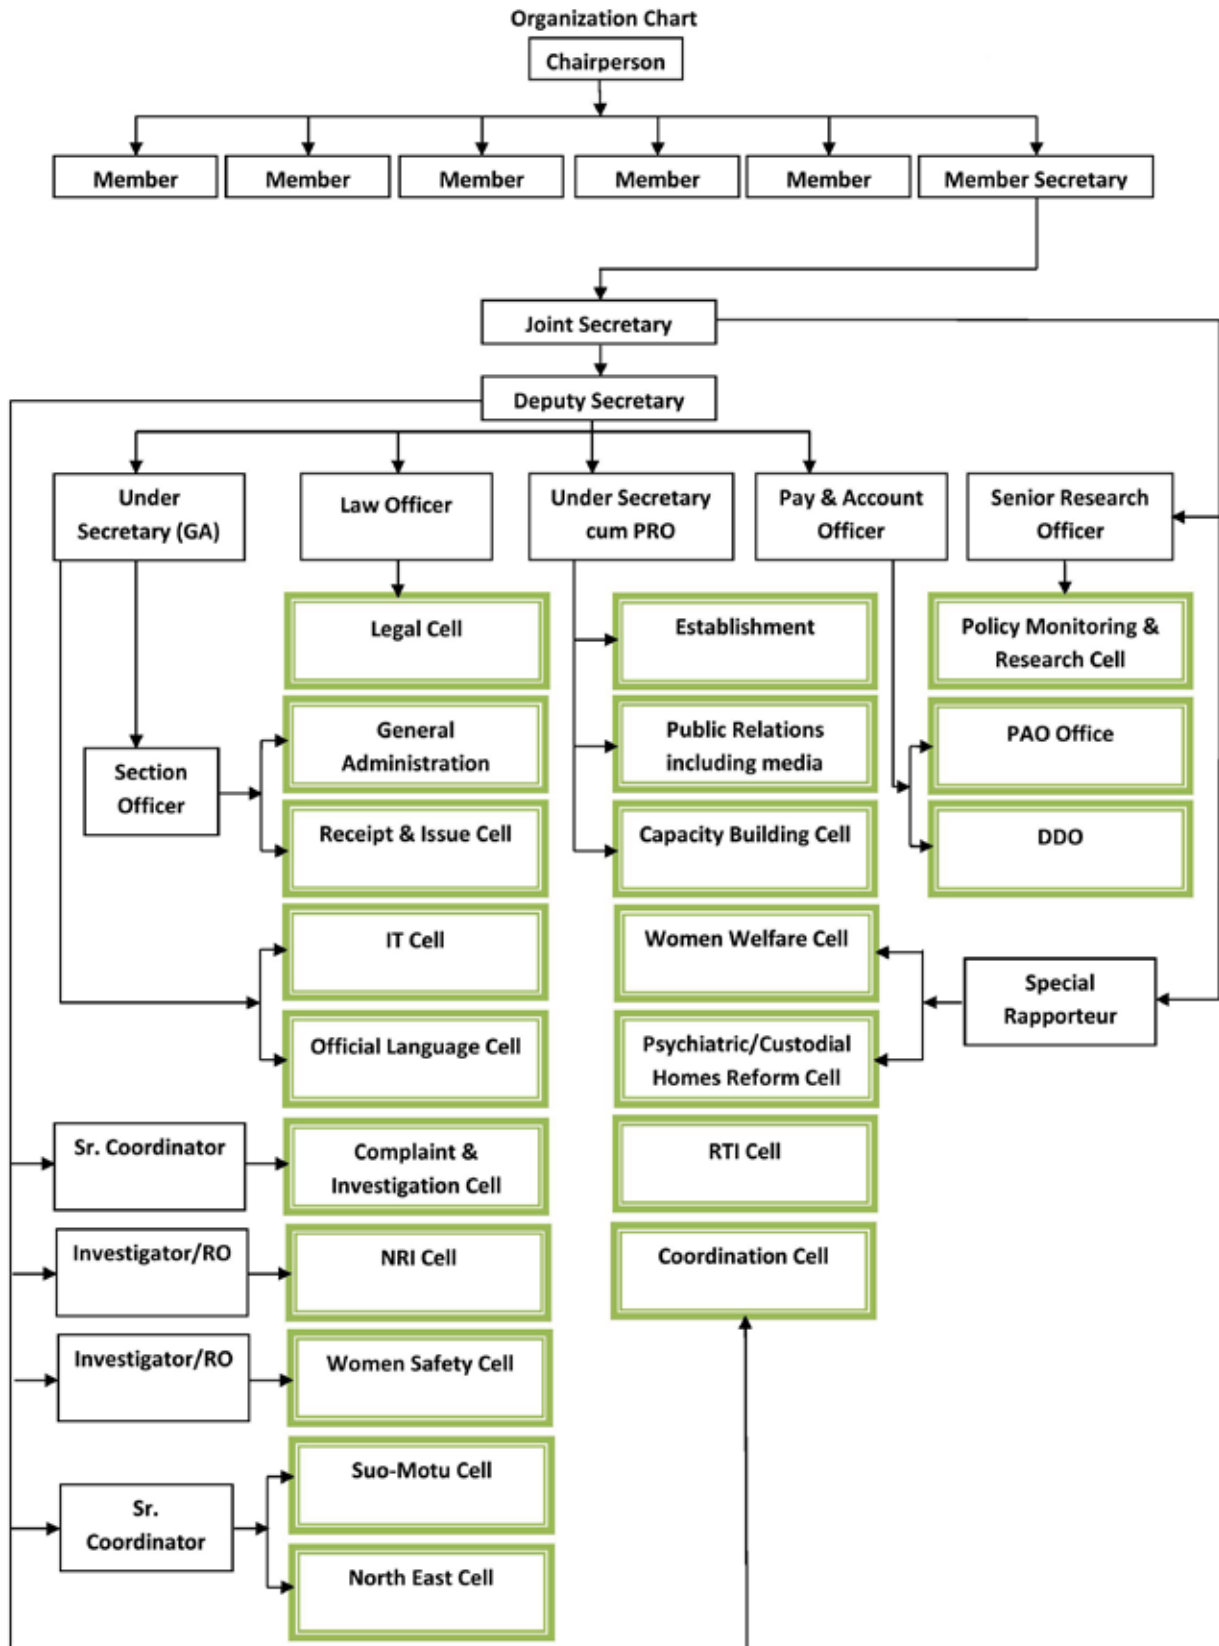 Organization Chart
Chairperson
Member
Member
Member
Member
Member
Member Secretary
Joint Secretary
Deputy Secretary
Under
Secretary (GA)
Law Officer
Under Secretary
cum PRO
Pay & Account
Officer
Senior Research
Officer
Legal Cell
Establishment
Policy Monitoring &
Research Cell
General
Administration
Public Relations
including media
PAO Office
Section
Officer
Receipt & Issue Cell
Capacity Building Cell
DDO
IT Cell
Women Welfare Cell
Special
Rapporteur
Official Language Cell
Psychiatric/Custodial
Homes Reform Cell
Sr. Coordinator
Complaint &
Investigation Cell
RTI Cell
Investigator/RO
NRI Cell
Coordination Cell
Investigator/RO
Women Safety Cell
Suo-Motu Cell
Sr.
Coordinator
North East Cell